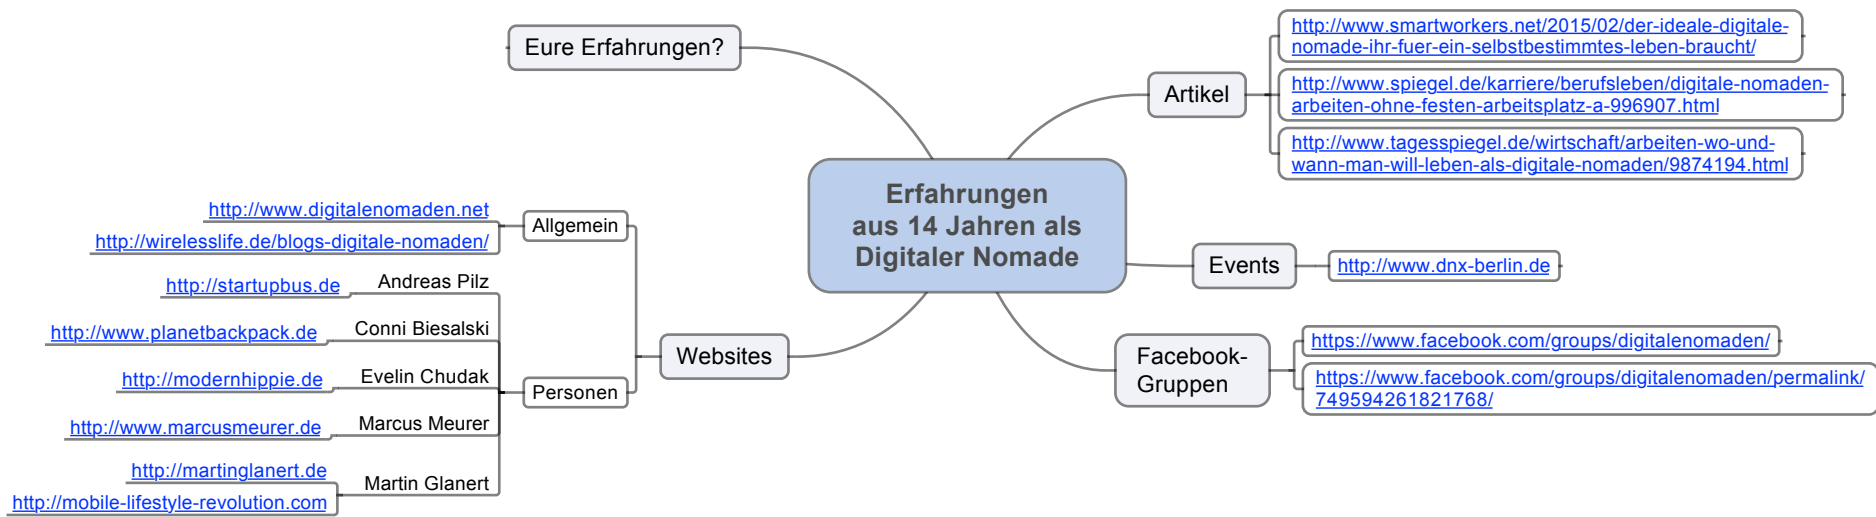 Erfahrungen
aus 14 Jahren als
Digitaler Nomade
Artikel
http://www.smartworkers.net/2015/02/der-ideale-digitale-
nomade-ihr-fuer-ein-selbstbestimmtes-leben-braucht/
http://www.spiegel.de/karriere/berufsleben/digitale-nomaden-
arbeiten-ohne-festen-arbeitsplatz-a-996907.html
http://www.tagesspiegel.de/wirtschaft/arbeiten-wo-und-
wann-man-will-leben-als-digitale-nomaden/9874194.html
Events
http://www.dnx-berlin.de
Facebook-
Gruppen
https://www.facebook.com/groups/digitalenomaden/
https://www.facebook.com/groups/digitalenomaden/permalink/
749594261821768/
Websites
Allgemein
http://www.digitalenomaden.net
http://wirelesslife.de/blogs-digitale-nomaden/
Personen
Andreas Pilz
http://startupbus.de
Conni Biesalski
http://www.planetbackpack.de
Evelin Chudak
http://modernhippie.de
Marcus Meurer
http://www.marcusmeurer.de
Martin Glanert
http://martinglanert.de
http://mobile-lifestyle-revolution.com
Eure Erfahrungen?